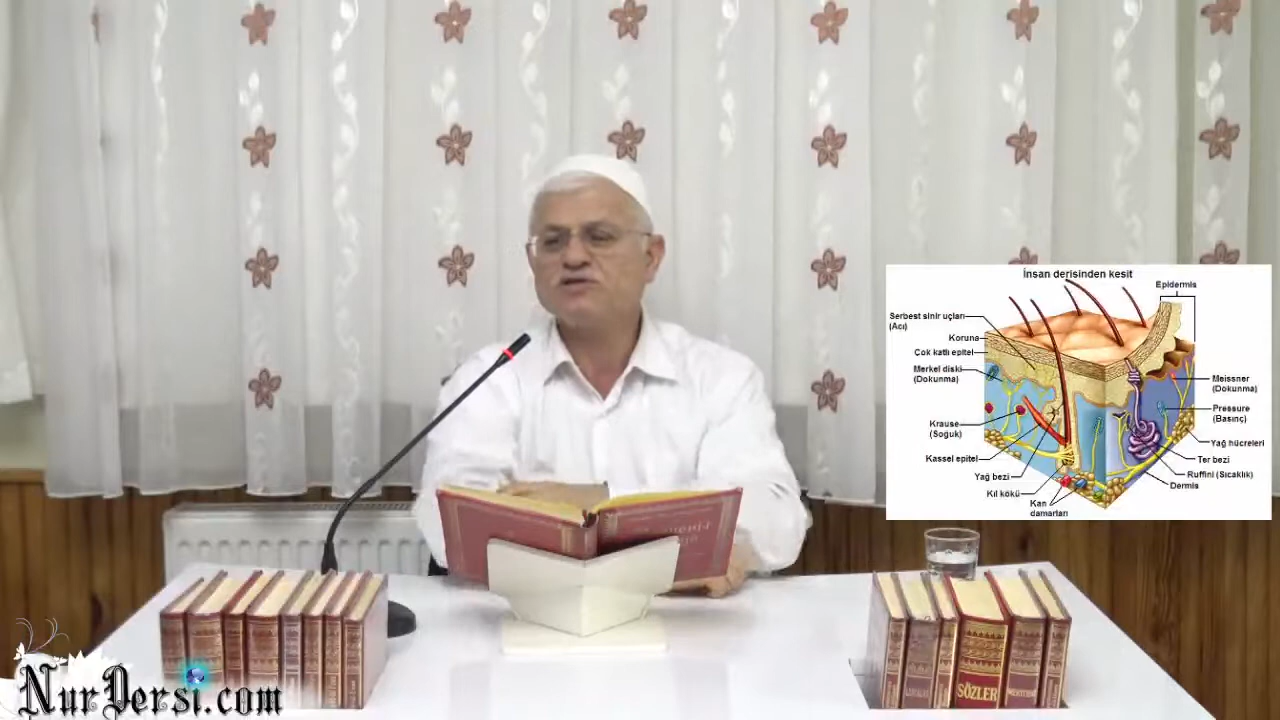 İnsan derisinden kesit
Epidermis
Serbest sinir uçları
(Acı)
Koruna
Çok katlı epitel
Merkel diski
(Dokunma)
Krause
(Soğuk)
Kassel epitel
Yağ bezi
Kıl kökü
Kan
damarları
Meissner
(Dokunma)
Pressure
(Basınç)
Yağ hücreleri
Ter bezi
Ruffini (Sıcaklık)
Dermis
SÖZLER
NurDersi.com